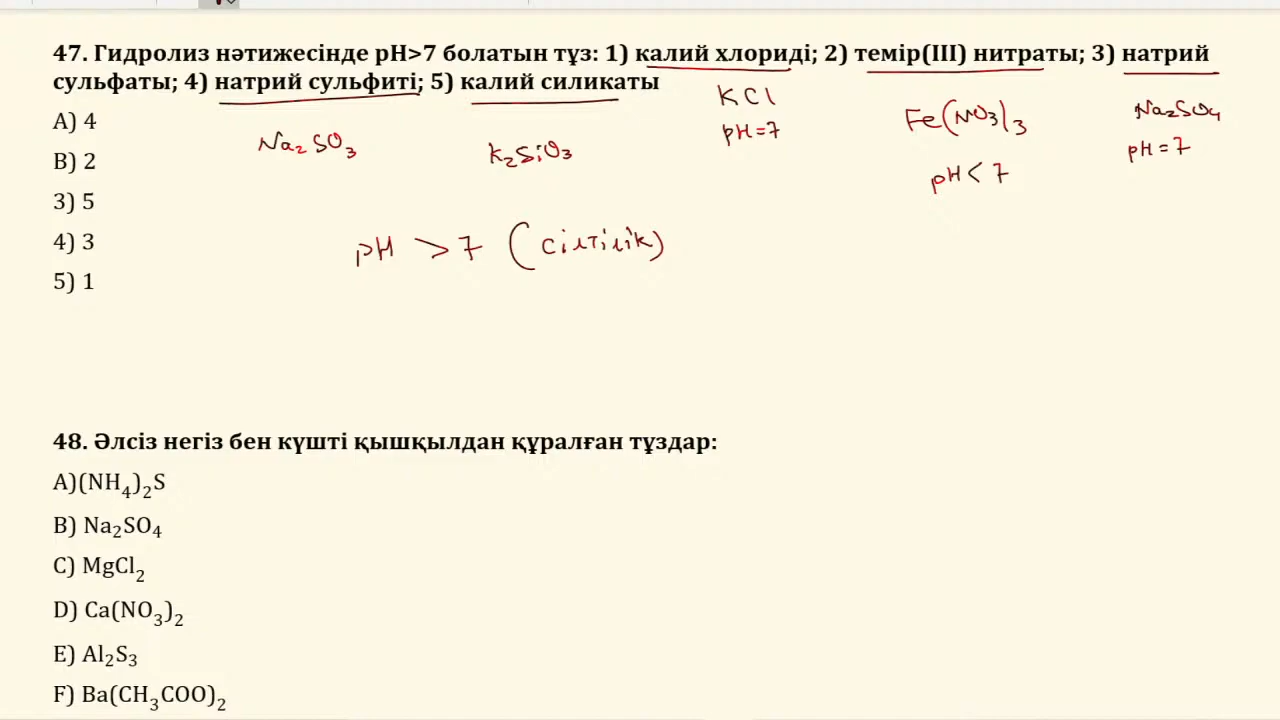 47. Гидролиз нәтижесінде pH>7 болатын тұз: 1) калий хлориді; 2) темір(III) нитраты; 3) натрий
сульфаты; 4) натрий сульфиті; 5) калий силикаты
KCl
pH=7
Fe(NO3)3
pH<7
Na2SO4
pH=7
A) 4
Na2SO3
K2SiO3
B) 2
3) 5
4) 3
pH > 7 (сілтілік)
5) 1
48. Әлсіз негіз бен күшті қышқылдан құралған тұздар:
A)(NH4)2S
B) Na2SO4
C) MgCl2
D) Ca(NO3)2
E) Al2S3
F) Ba(CH3COO)2